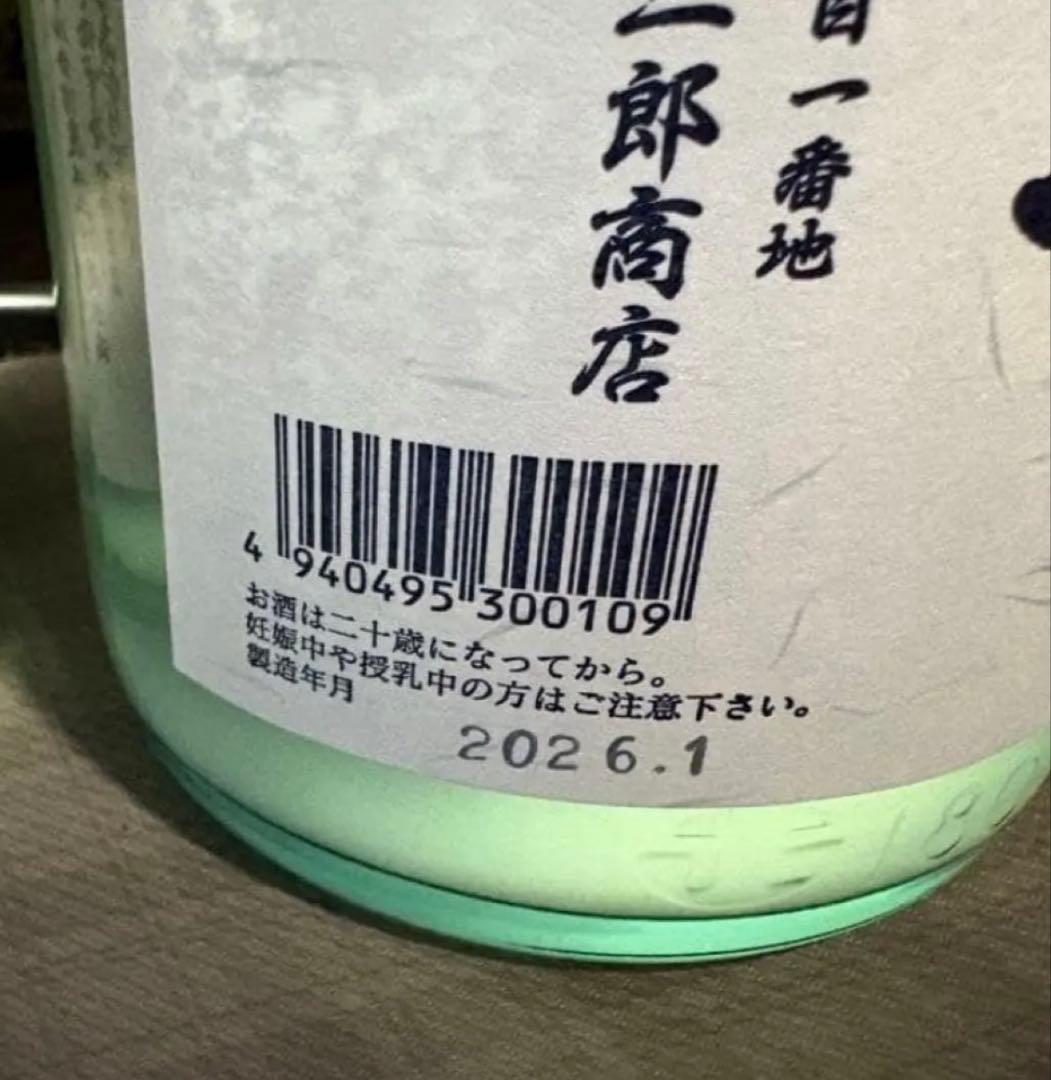 目一番地
二郎商店
4 940495 300109
お酒は二十歳になってから。
妊娠中や授乳中の方はご注意下さい。
製造年月
2026.1